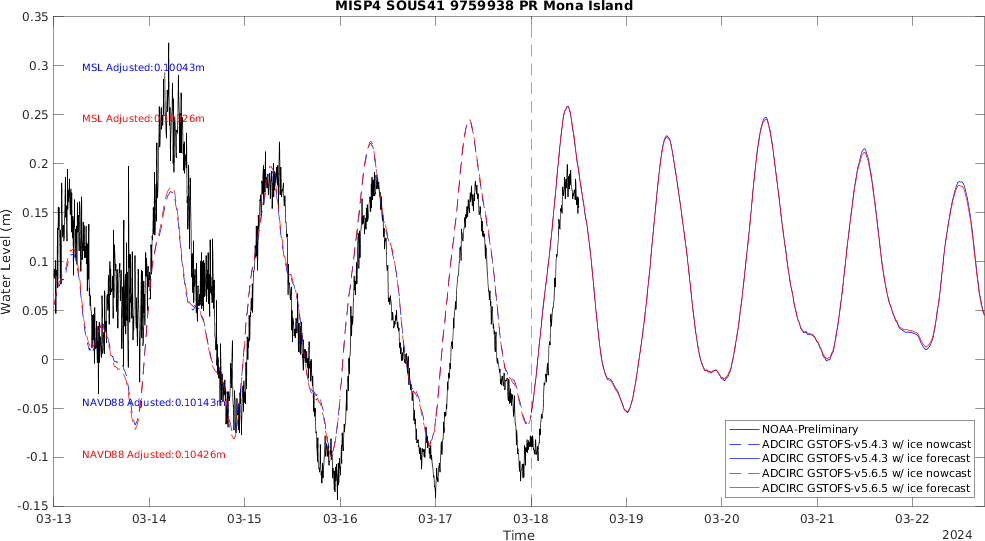 MISP4 SOUS41 9759938 PR Mona Island
0.35
0.3
0.25
0.2
0.15
0.1
0.05
0
-0.05
-0.1
-0.15
Water Level (m)
MSL Adjusted:0.10043m
MSL Adjusted:
NAVD88 Adjusted:0.10143m
NAVD88 Adjusted:0.10426m
NOAA-Preliminary
ADCIRC GSTOFS-v5.4.3 w/ ice nowcast
ADCIRC GSTOFS-v5.4.3 w/ ice forecast
ADCIRC GSTOFS-v5.6.5 w/ ice nowcast
ADCIRC GSTOFS-v5.6.5 w/ ice forecast
03-13 03-14 03-15 03-16 03-17 03-18 03-19 03-20 03-21 03-22
Time
2024